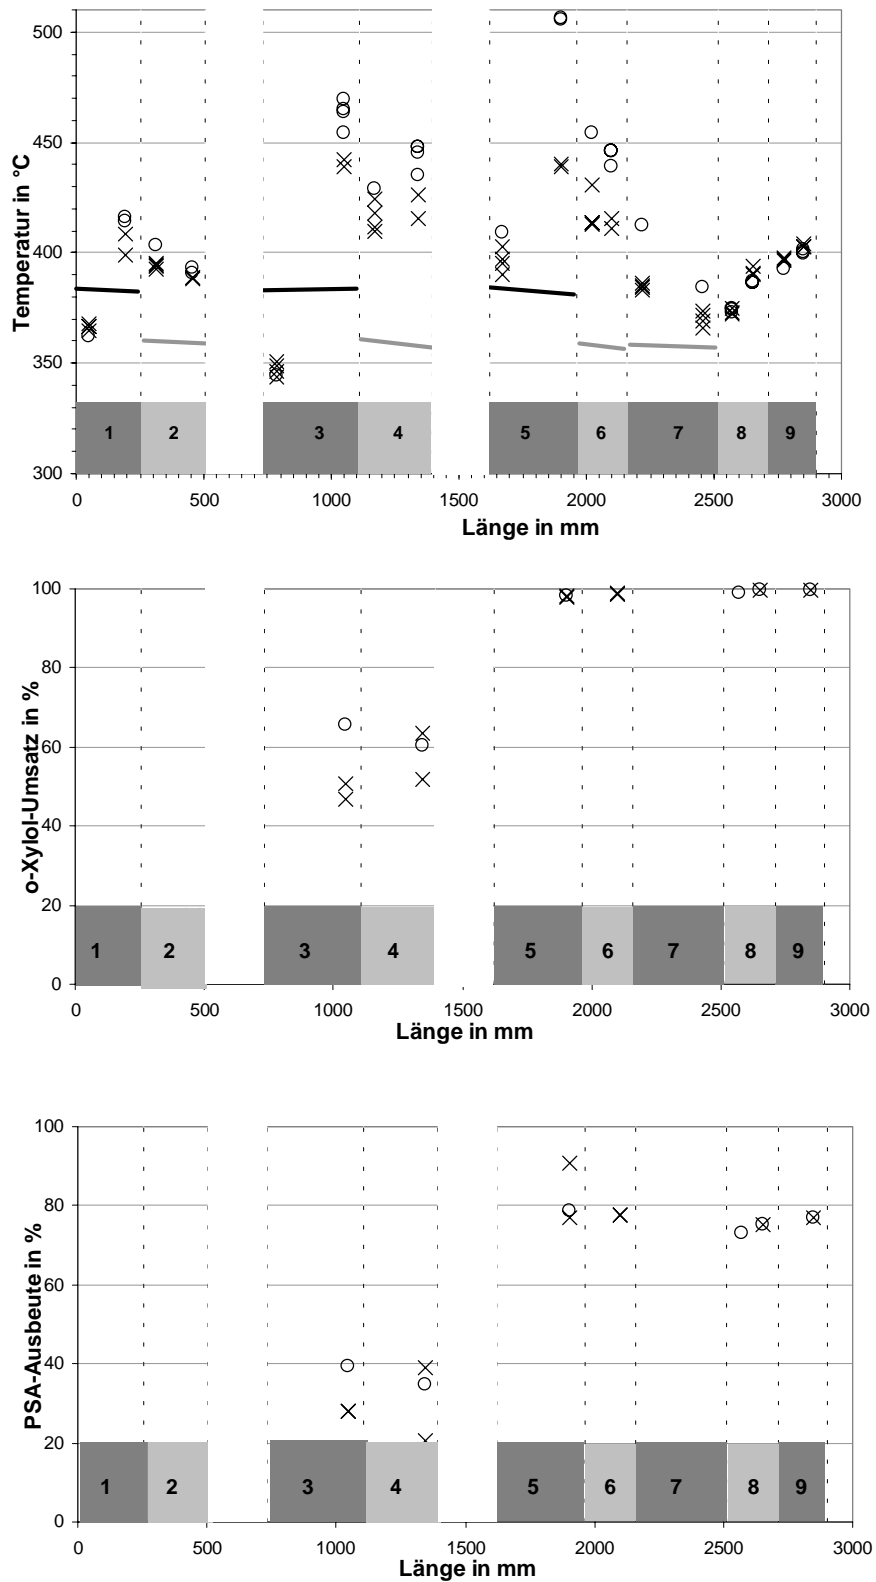 Temperatur in °C
500
450
400
350
300
1 2 3 4 5 6 7 8 9
0 500 1000 1500 2000 2500 3000
Länge in mm
o-Xylol-Umsatz in %
100
80
60
40
20
0
1 2 3 4 5 6 7 8 9
0 500 1000 1500 2000 2500 3000
Länge in mm
PSA-Ausbeute in %
100
80
60
40
20
0
1 2 3 4 5 6 7 8 9
0 500 1000 1500 2000 2500 3000
Länge in mm